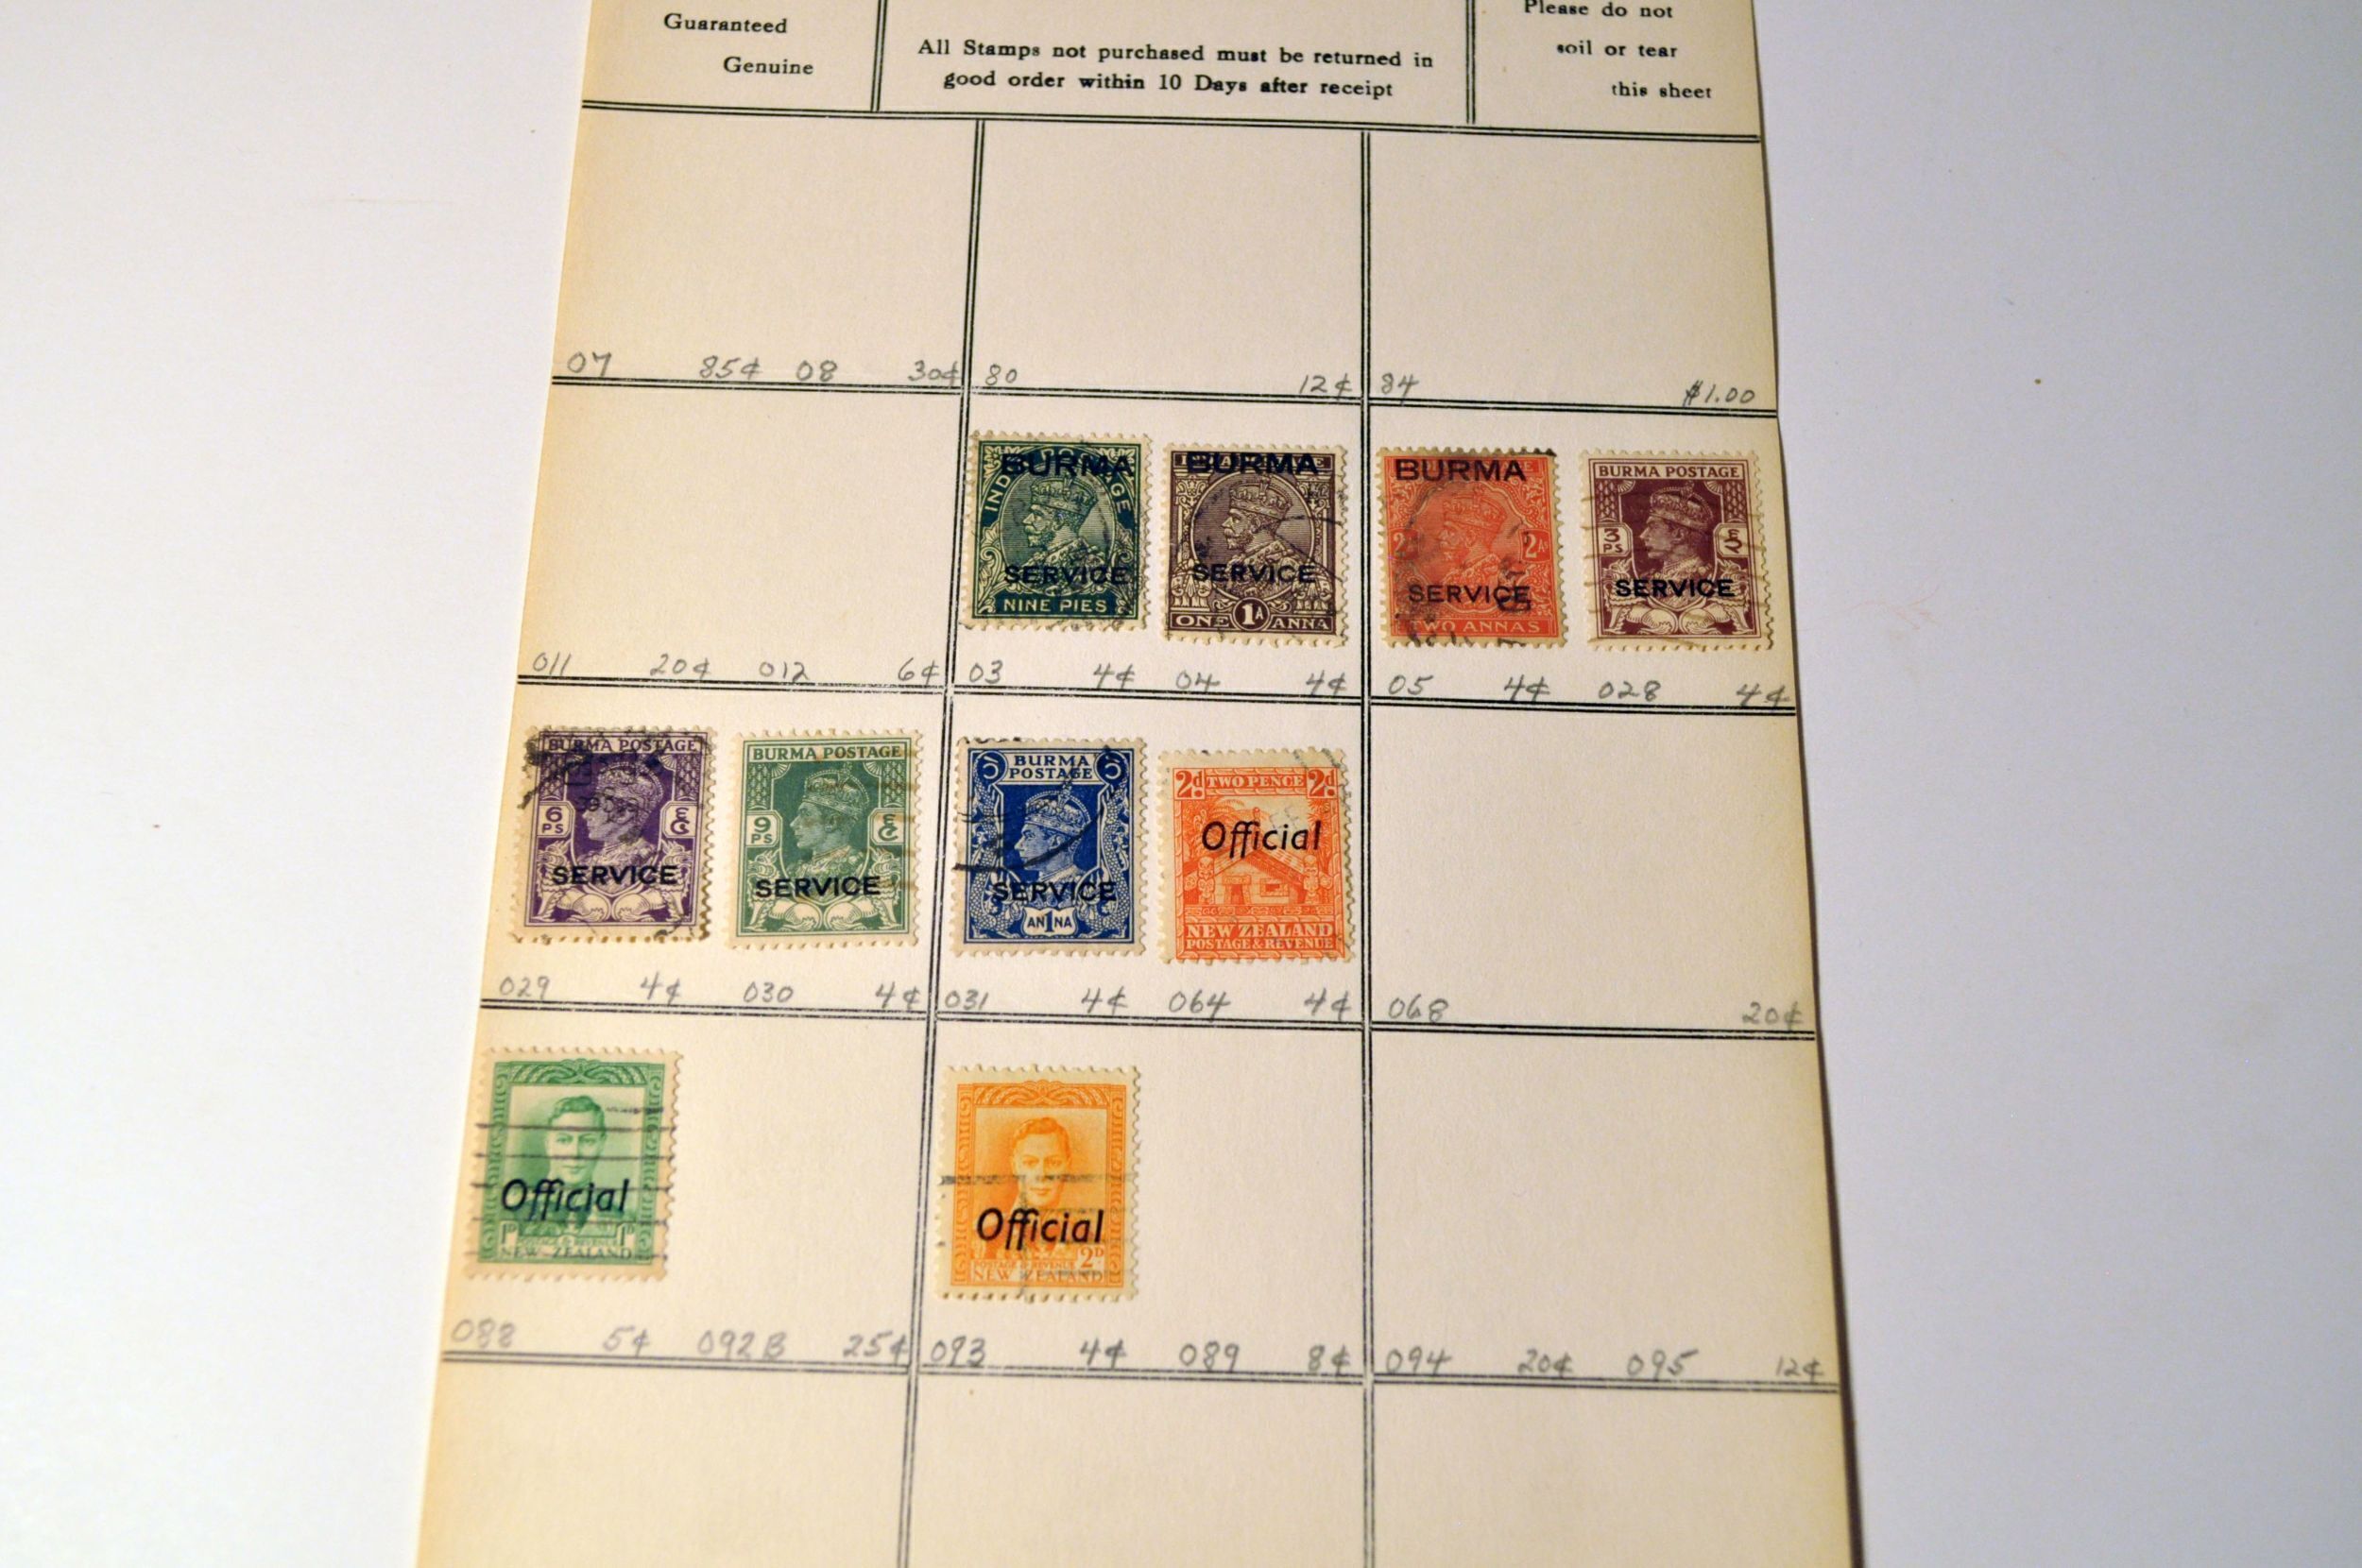 Guaranteed
Genuine
All Stamps not purchased must be returned in
good order within 10 Days after receipt
Please do not
soil or tear
this sheet
07 85¢ 08 30¢ 80 12¢ 84 $1.00
BURMA
SERVICE
NINE PIES
BURMA
SERVICE
ONE 1A ANNA
BURMA
2As
SERVICE
TWO ANNAS
BURMA POSTAGE
3 PS
SERVICE
011 20¢ 012 6¢ 03 4¢ 04 4¢ 05 4¢ 028 4¢
BURMA POSTAGE
6 PS
SERVICE
BURMA POSTAGE
9 PS
SERVICE
BURMA
POSTAGE
SERVICE
AN1NA
2d TWO PENCE 2d
Official
NEW ZEALAND
POSTAGE & REVENUE
029 4¢ 030 4¢ 031 4¢ 064 4¢ 068 20¢
Official
1D 1D
NEW ZEALAND
Official
POSTAGE & REVENUE 2D
NEW ZEALAND
088 5¢ 092B 25¢ 093 4¢ 089 8¢ 094 20¢ 095 12¢